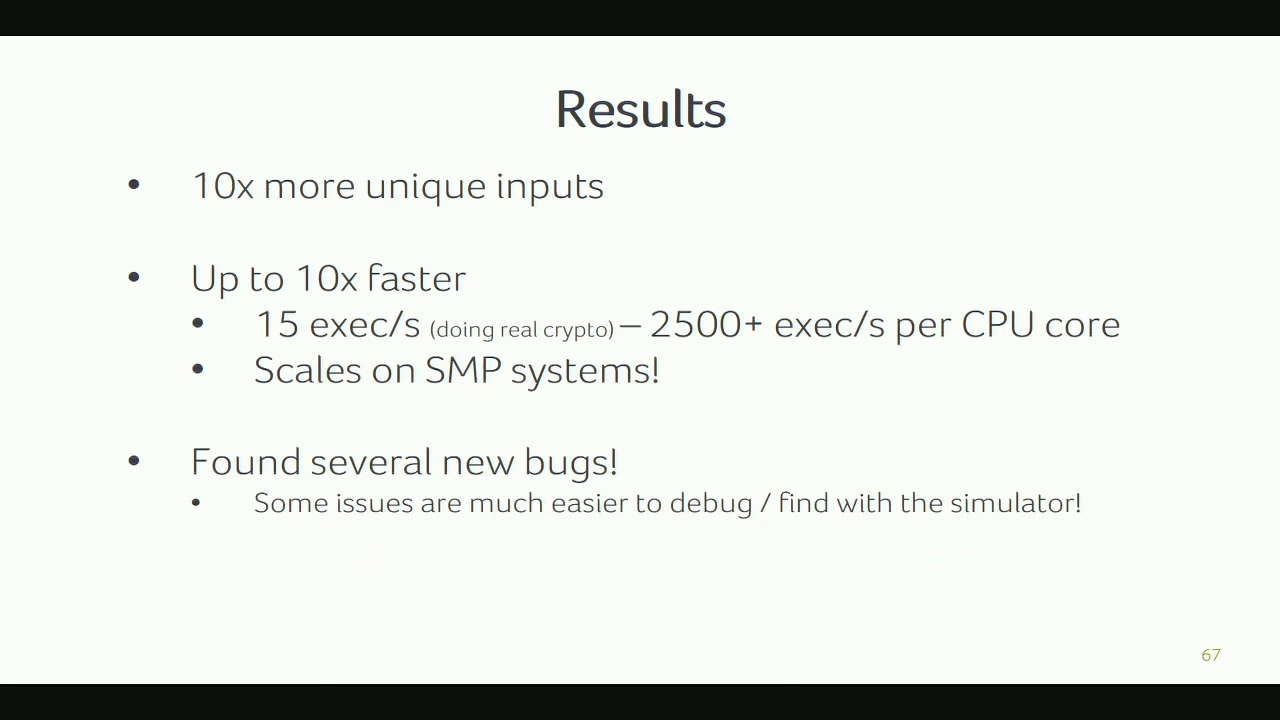 Results
• 10x more unique inputs
• Up to 10x faster
• 15 exec/s (doing real crypto) – 2500+ exec/s per CPU core
• Scales on SMP systems!
• Found several new bugs!
• Some issues are much easier to debug / find with the simulator!
67